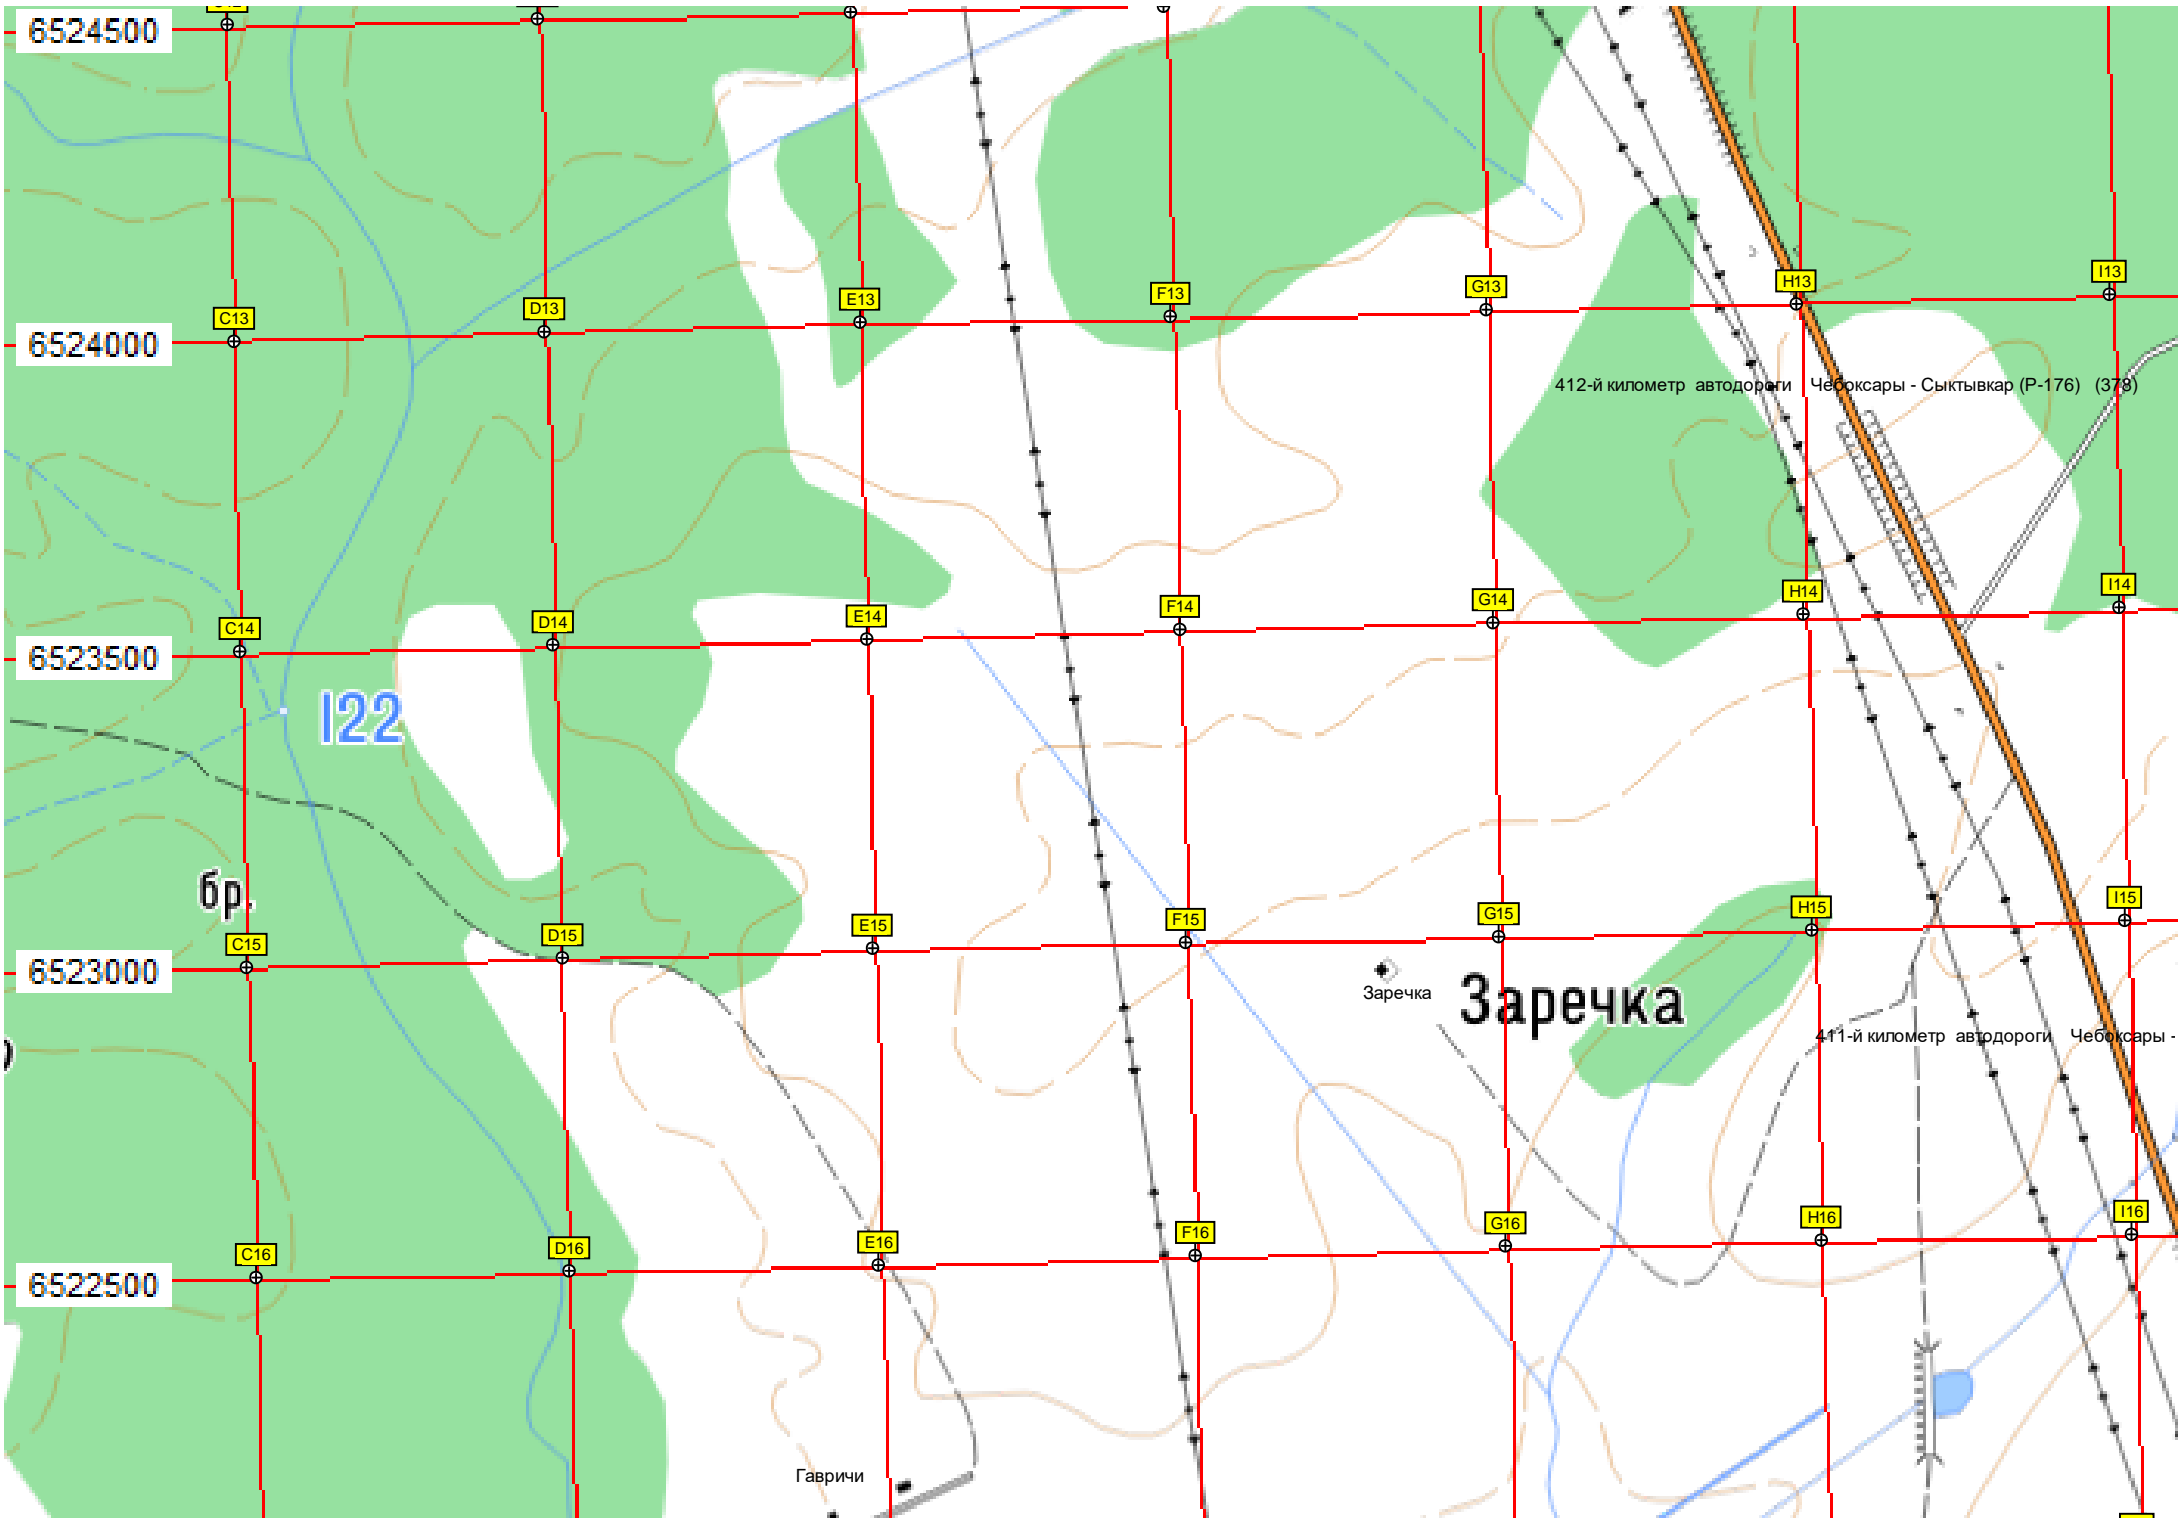 6524500
H13
I13
G13
F13
E13
D13
C13
6524000
412-й километр автодороги Чебоксары - Сыктывкар (Р-176) (378)
I14
H14
G14
F14
E14
D14
C14
6523500
122
бр.
I15
H15
G15
F15
E15
D15
C15
6523000
Заречка
Заречка
411-й километр автодороги Чебоксары -
I16
H16
G16
F16
E16
D16
C16
6522500
Гавричи